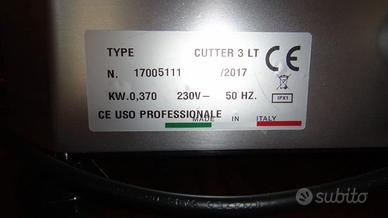 TYPE CUTTER 3 LT
N. 17005111 /2017
KW.0,370 230V~ 50 HZ.
IPX1
CE USO PROFESSIONALE
MADE IN ITALY
CE
subito